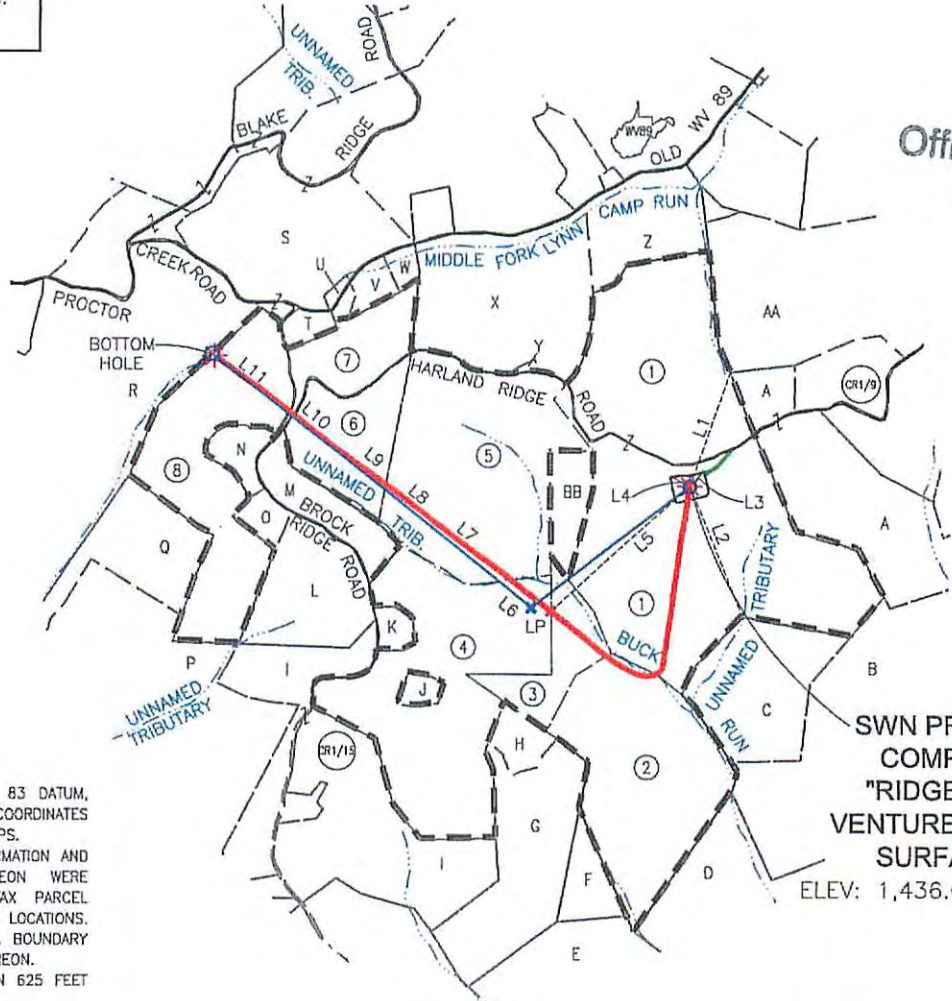 Offi
UNNAMED
TRIB.
ROAD
BLAKE
RIDGE
Z
Z
Z
WV89
OLD WV 89
CAMP RUN
MIDDLE FORK LYNN
S
Z
U
V
W
T
Z
X
AA
CREEK ROAD
PROCTOR
BOTTOM
HOLE
R
L11
7
Y
HARLAND RIDGE
ROAD
Z
1
A
Z
CR1/9
L1
L10
6
L9
L8
5
BB
L4
L3
N
8
M
UNNAMED
TRIB.
O
BROCK
RIDGE
ROAD
L7
L5
L2
A
Q
L
L6
LP
1
TRIBUTARY
UNNAMED
K
4
BUCK
B
P
I
J
3
UNNAMED
RUN
C
UNNAMED
TRIBUTARY
H
2
CR1/15
G
I
F
D
E
SWN PR
COMP
"RIDGE
VENTURE
SURFA
ELEV: 1,436.
83 DATUM,
COORDINATES
PS.
RMATION AND
EON WERE
TAX PARCEL
LOCATIONS.
BOUNDARY
REON.
N 625 FEET